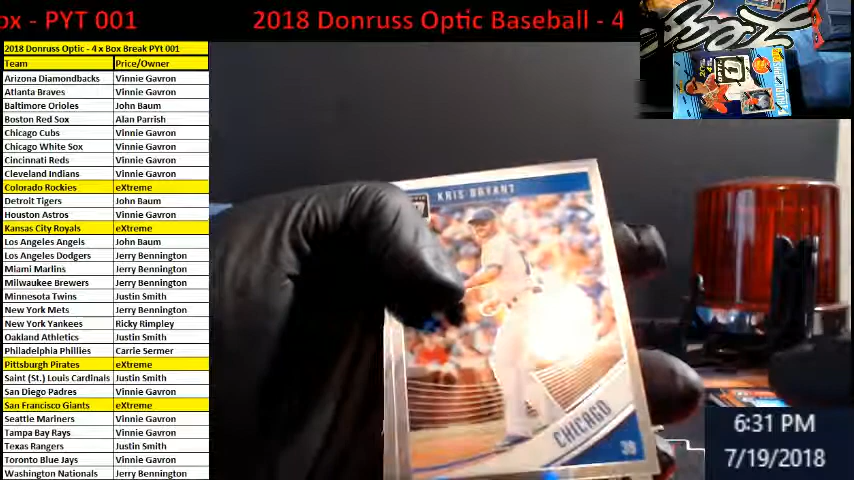 ox - PYT 001
2018 Donruss Optic Baseball - 4
2018 Donruss Optic - 4 x Box Break PYt 001
Team Price/Owner
Arizona Diamondbacks Vinnie Gavron
Atlanta Braves Vinnie Gavron
Baltimore Orioles John Baum
Boston Red Sox Alan Parrish
Chicago Cubs Vinnie Gavron
Chicago White Sox Vinnie Gavron
Cincinnati Reds Vinnie Gavron
Cleveland Indians Vinnie Gavron
Colorado Rockies eXtreme
Detroit Tigers John Baum
Houston Astros Vinnie Gavron
Kansas City Royals eXtreme
Los Angeles Angels John Baum
Los Angeles Dodgers Jerry Bennington
Miami Marlins Jerry Bennington
Milwaukee Brewers Jerry Bennington
Minnesota Twins Justin Smith
New York Mets Jerry Bennington
New York Yankees Ricky Rimpley
Oakland Athletics Justin Smith
Philadelphia Phillies Carrie Sermer
Pittsburgh Pirates eXtreme
Saint (St.) Louis Cardinals Justin Smith
San Diego Padres Vinnie Gavron
San Francisco Giants eXtreme
Seattle Mariners Vinnie Gavron
Tampa Bay Rays Vinnie Gavron
Texas Rangers Justin Smith
Toronto Blue Jays Vinnie Gavron
Washington Nationals Jerry Bennington
KRIS BRYANT
CHICAGO
6:31 PM
7/19/2018